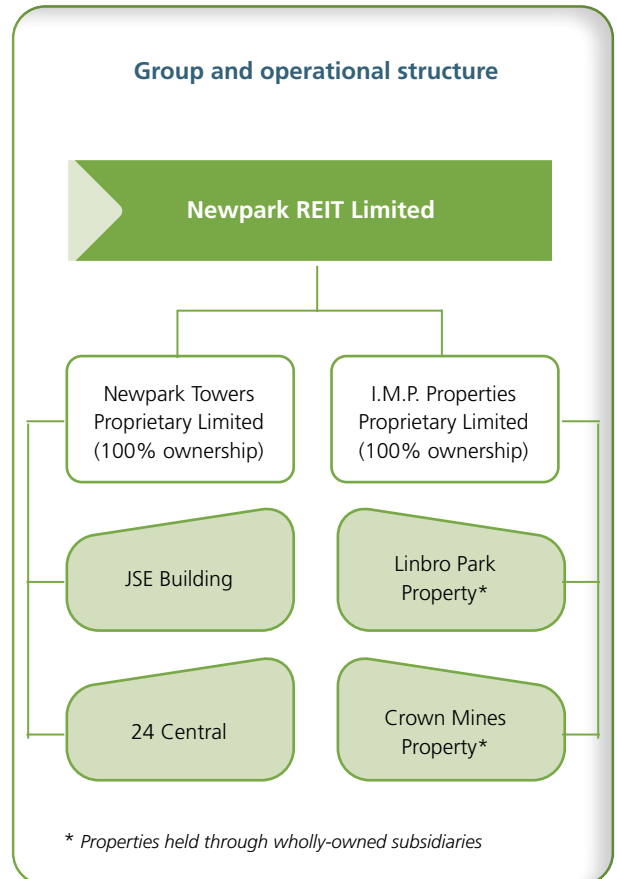 Group and operational structure
Newpark REIT Limited
Newpark Towers
Proprietary Limited
(100% ownership)
I.M.P. Properties
Proprietary Limited
(100% ownership)
JSE Building
Linbro Park
Property*
24 Central
Crown Mines
Property*
* Properties held through wholly-owned subsidiaries